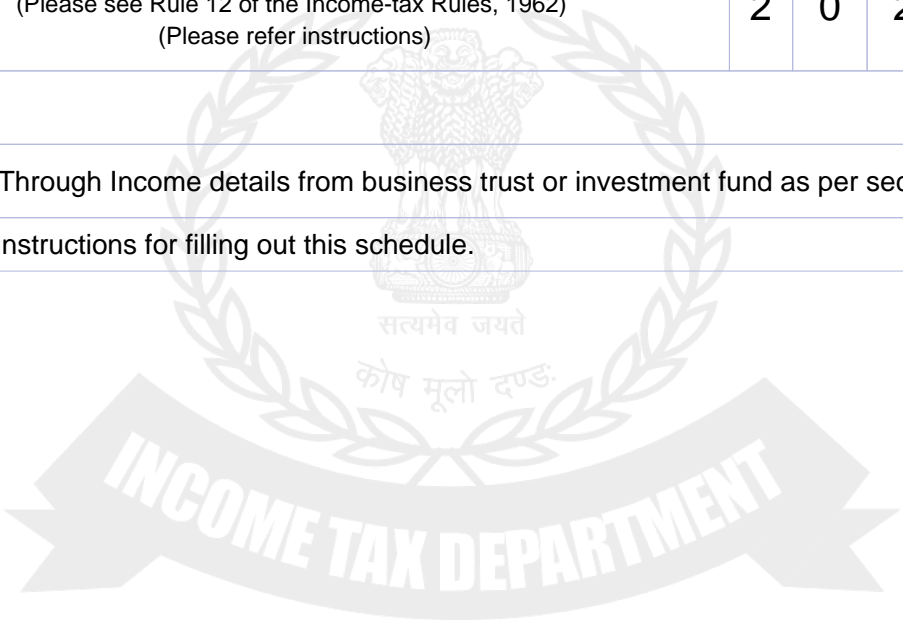 (Please see Rule 12 of the Income-tax Rules, 1962)
(Please refer instructions)
2 0 2
Through Income details from business trust or investment fund as per sec
nstructions for filling out this schedule.
सत्यमेव जयते
कोष मूलो दण्डः
INCOME TAX DEPARTMENT